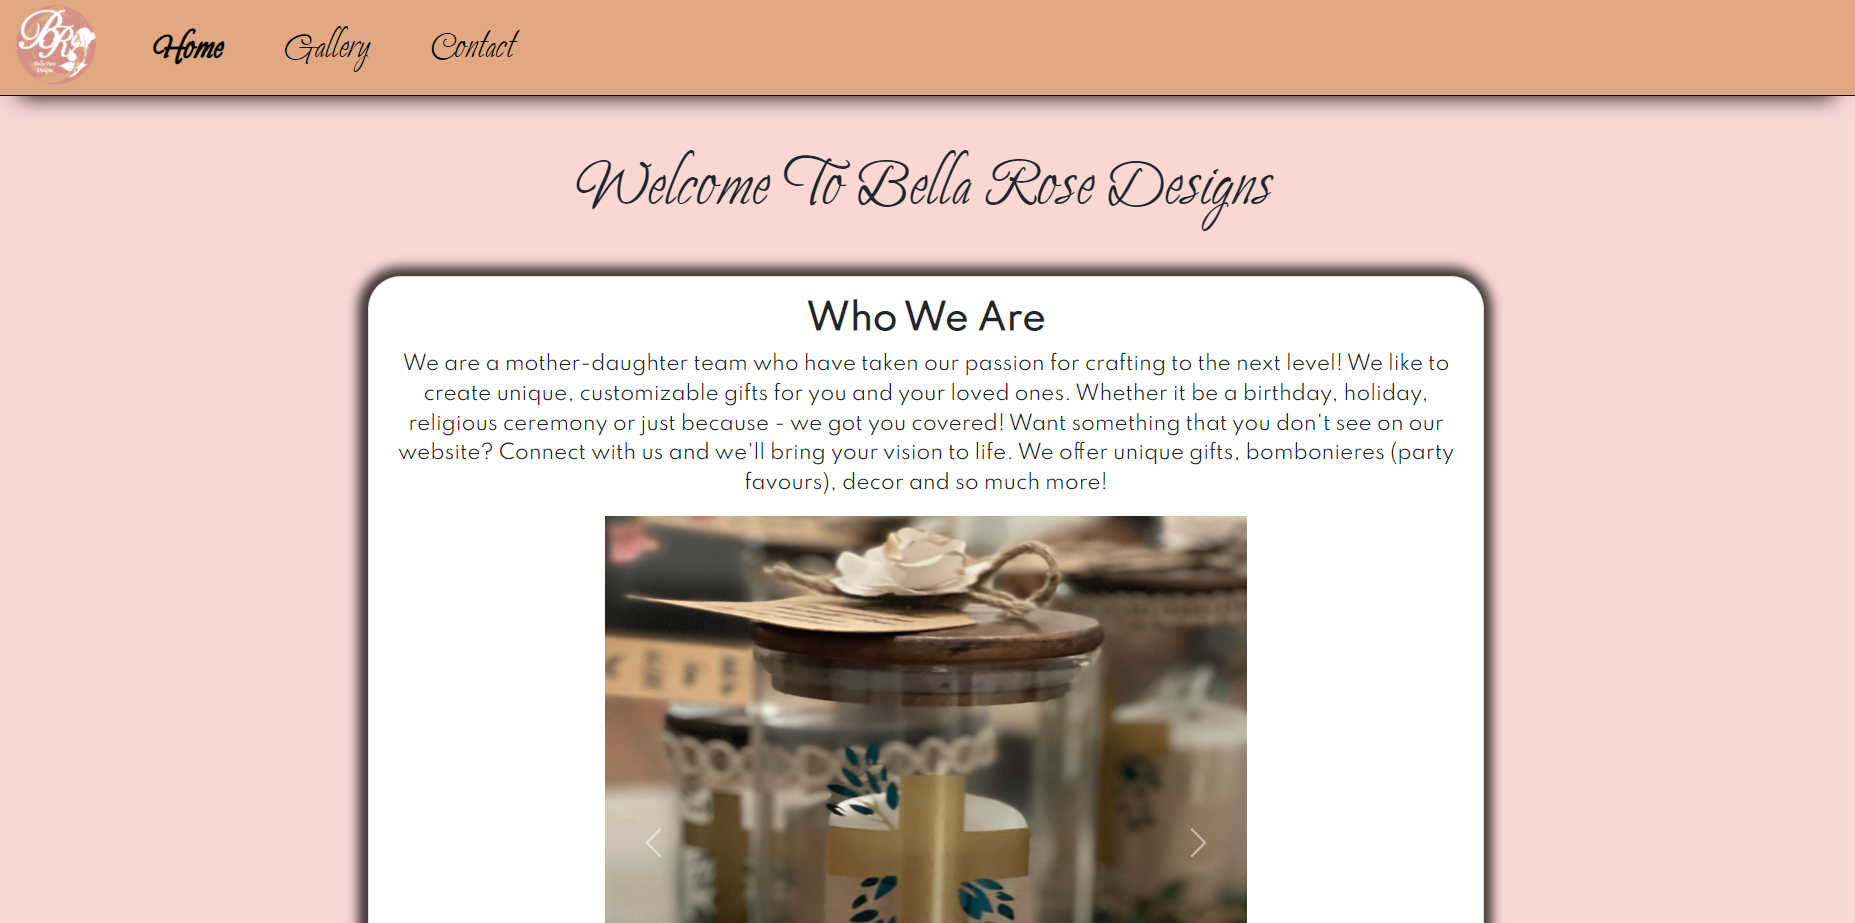 BR
Bella Rose
Designs
Home Gallery Contact
Welcome To Bella Rose Designs
Who We Are
We are a mother-daughter team who have taken our passion for crafting to the next level! We like to
create unique, customizable gifts for you and your loved ones. Whether it be a birthday, holiday,
religious ceremony or just because - we got you covered! Want something that you don't see on our
website? Connect with us and we'll bring your vision to life. We offer unique gifts, bombonieres (party
favours), decor and so much more!